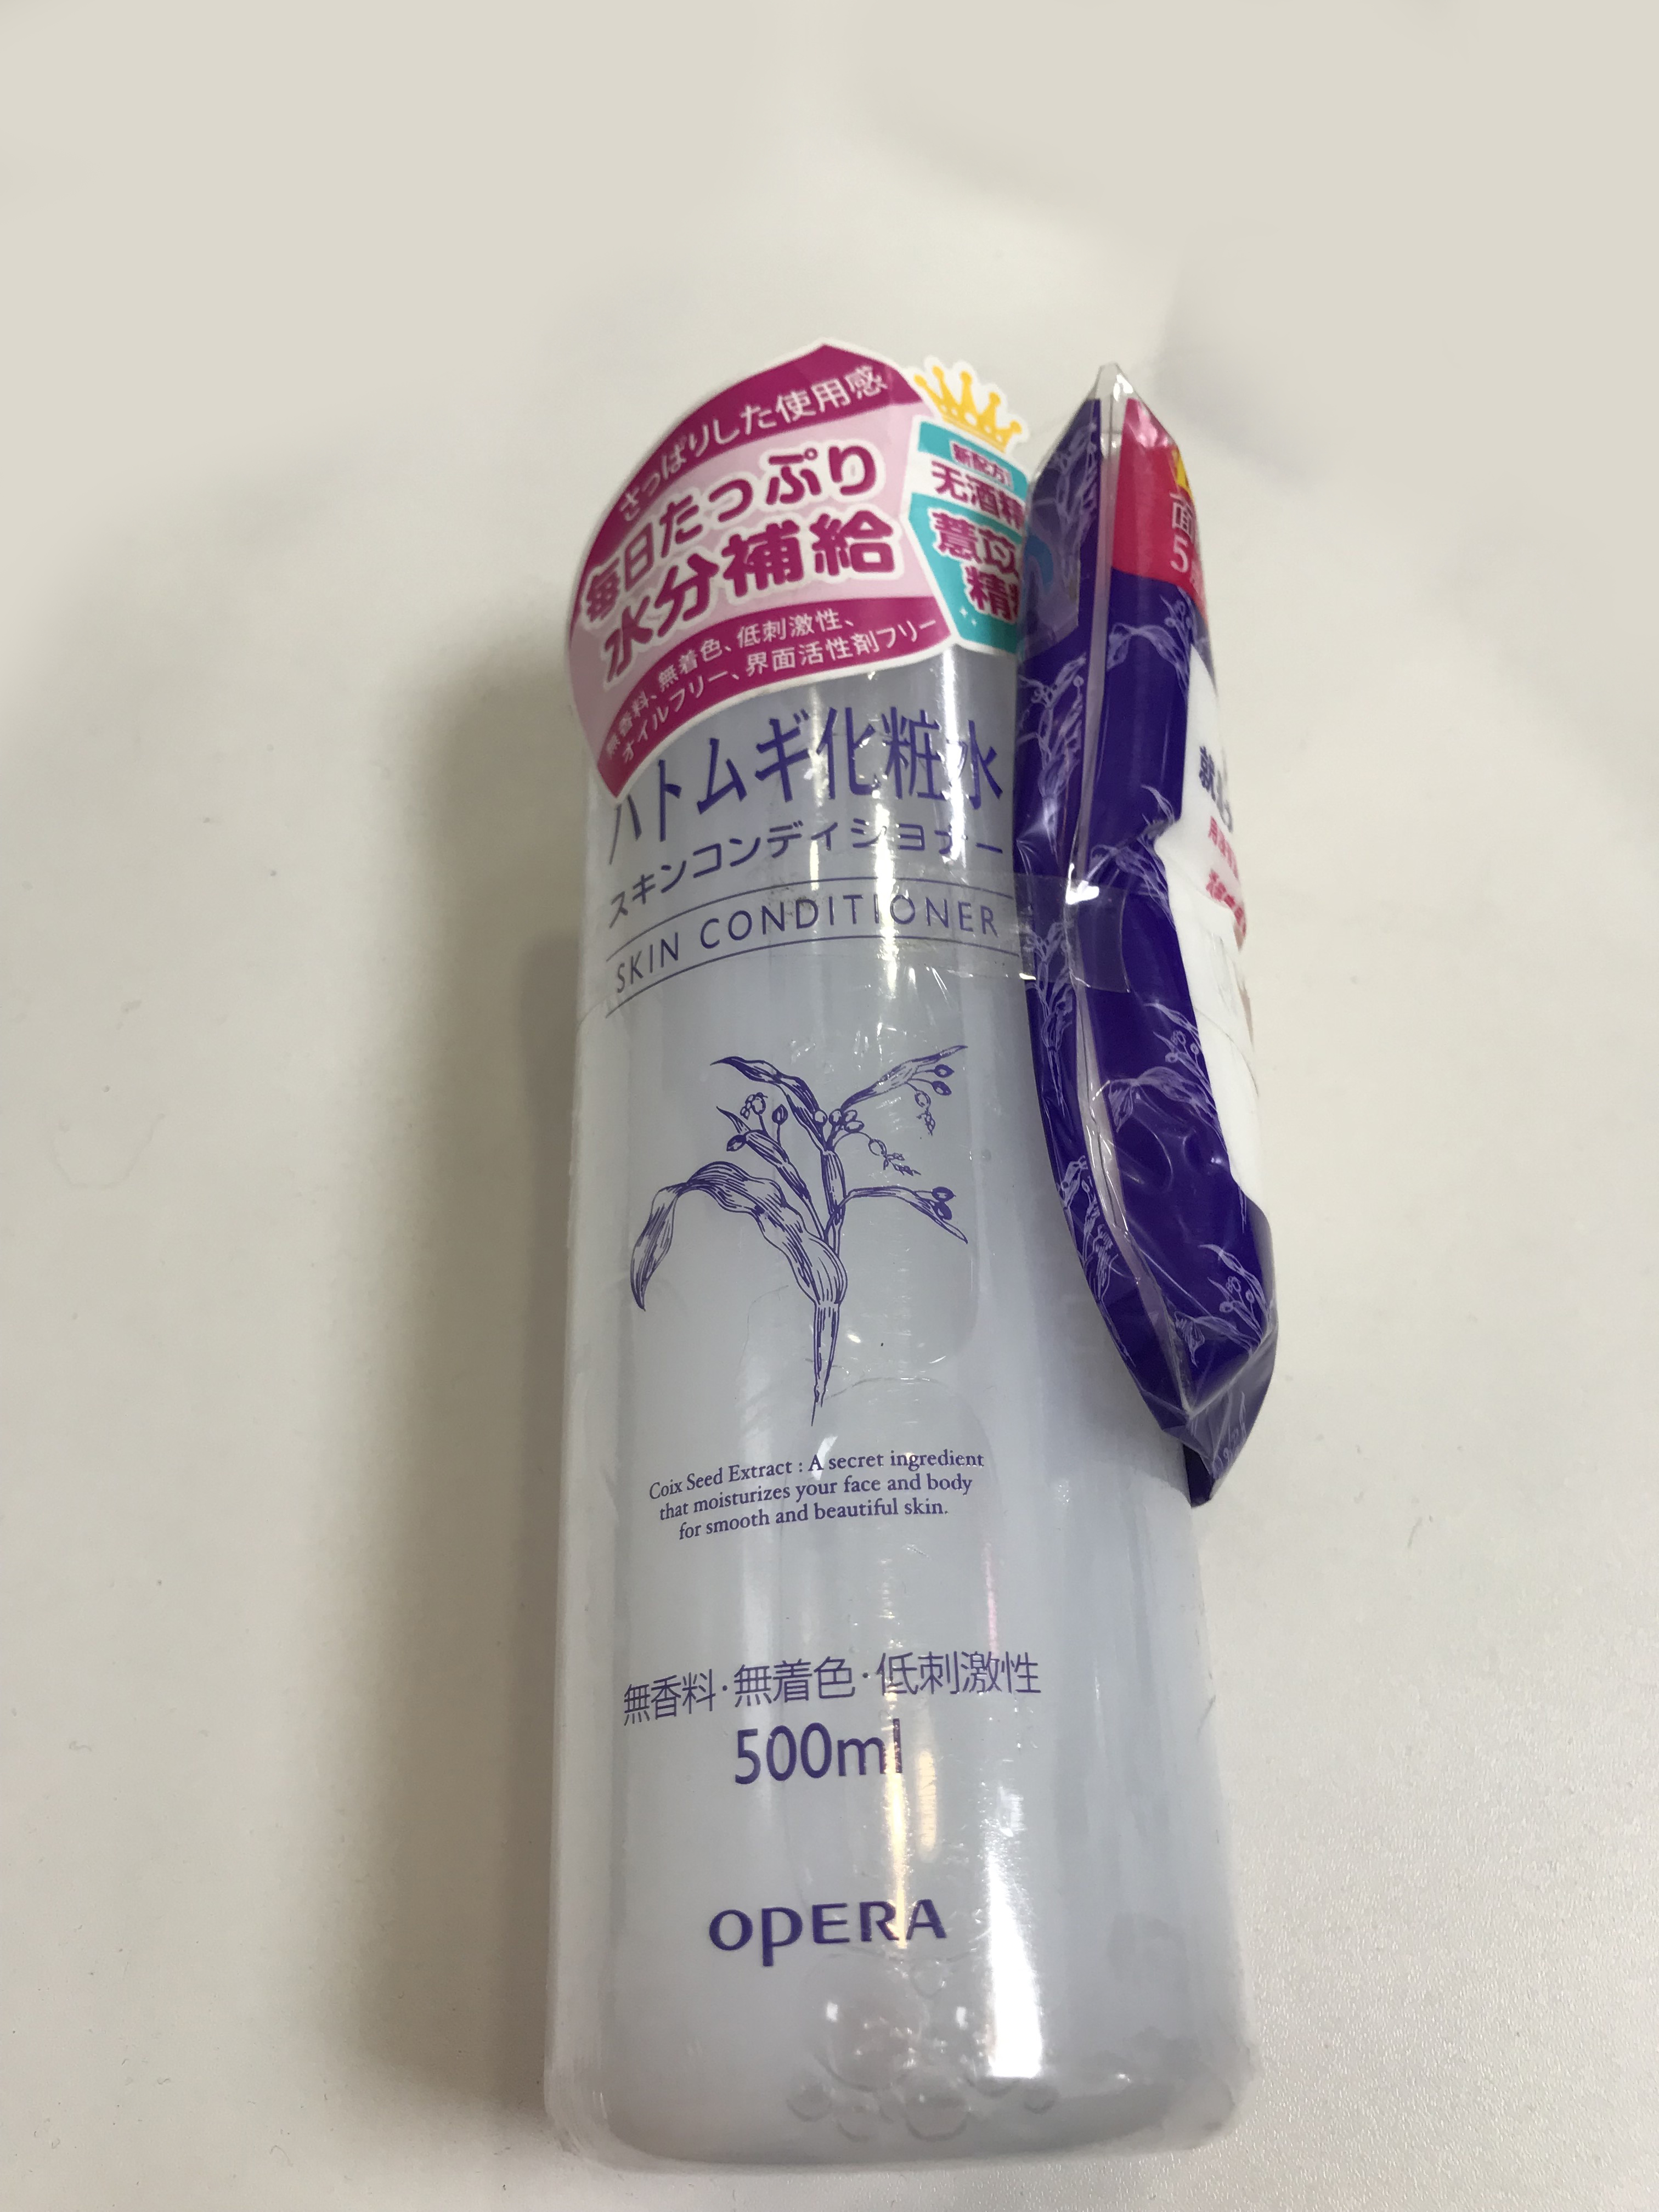 さっぱりした使用感
毎日たっぷり
水分補給
無香料、無着色、低刺激性、
オイルフリー、界面活性剤フリー
新配方
无酒精
薏苡
精
面
5
ハトムギ化粧水
スキンコンディショナー
SKIN CONDITIONER
Coix Seed Extract : A secret ingredient
that moisturizes your face and body
for smooth and beautiful skin.
無香料・無着色・低刺激性
500ml
OPERA